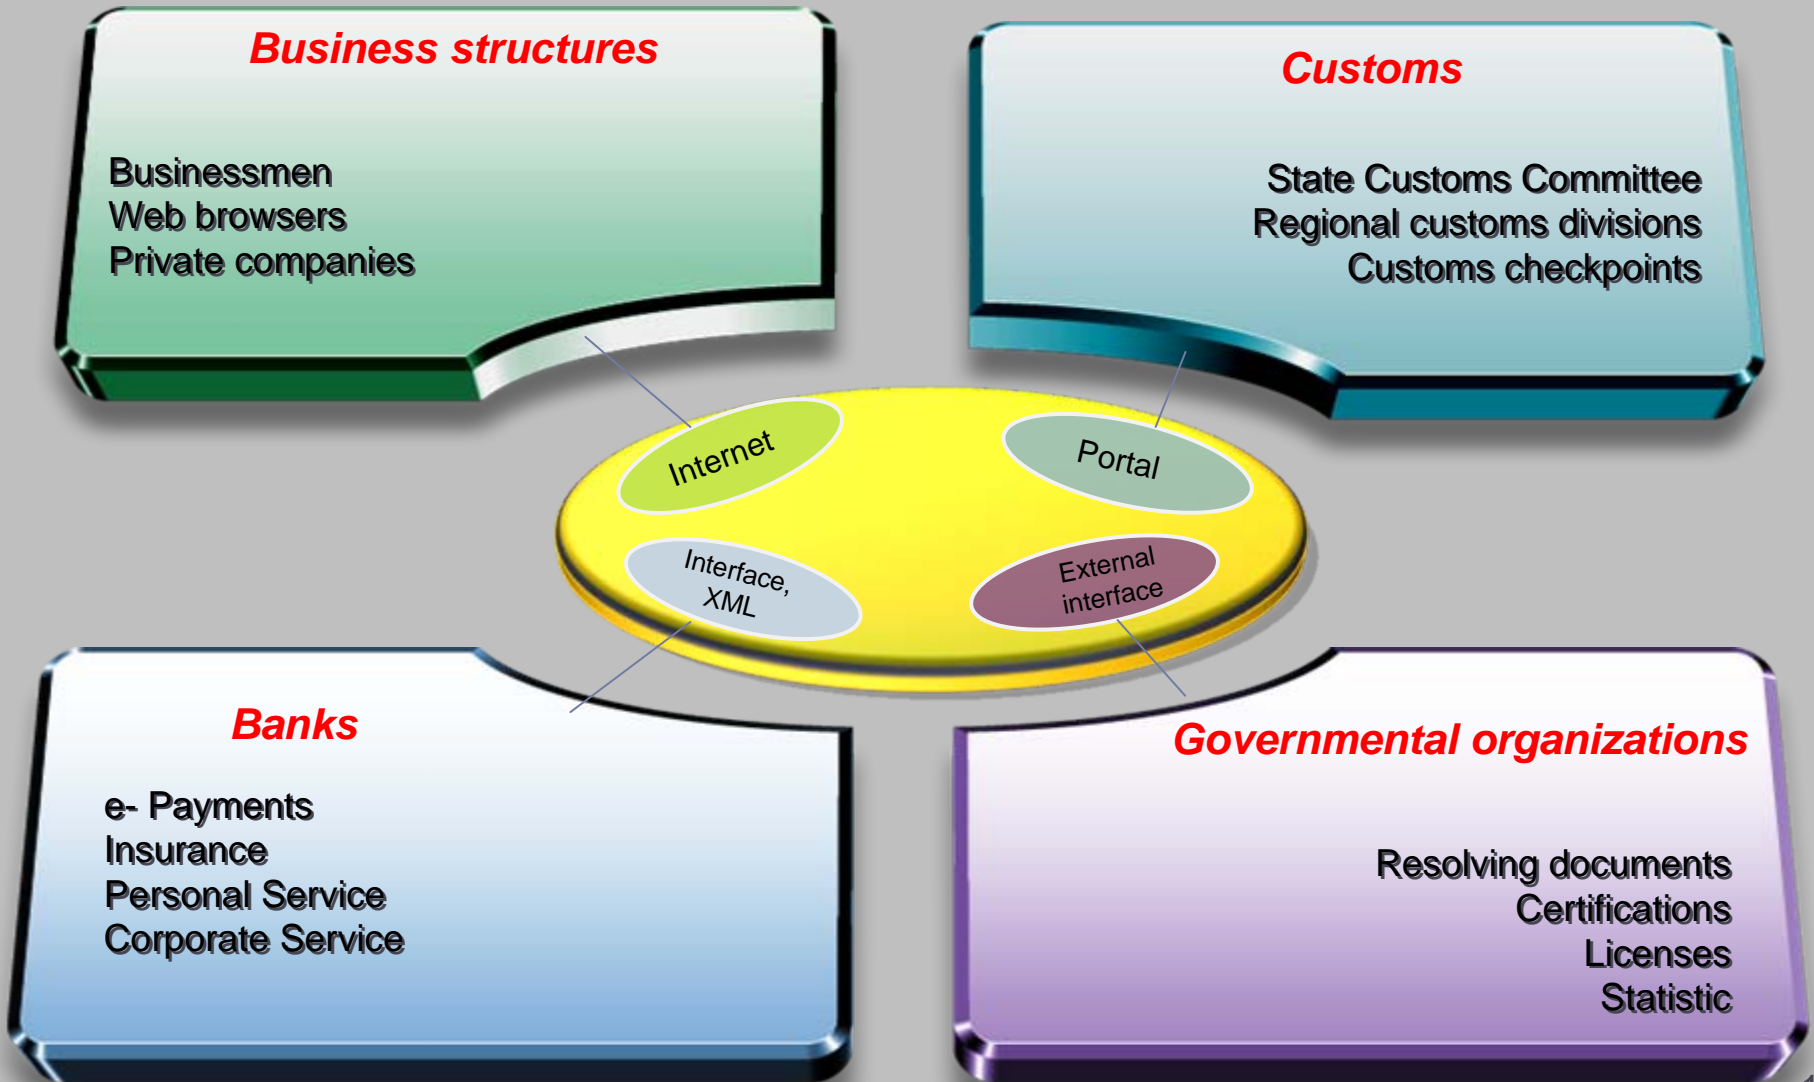 Business structures
Businessmen
Web browsers
Private companies
Customs
State Customs Committee
Regional customs divisions
Customs checkpoints
Internet
Portal
Interface,
XML
External
interface
Banks
e- Payments
Insurance
Personal Service
Corporate Service
Governmental organizations
Resolving documents
Certifications
Licenses
Statistic